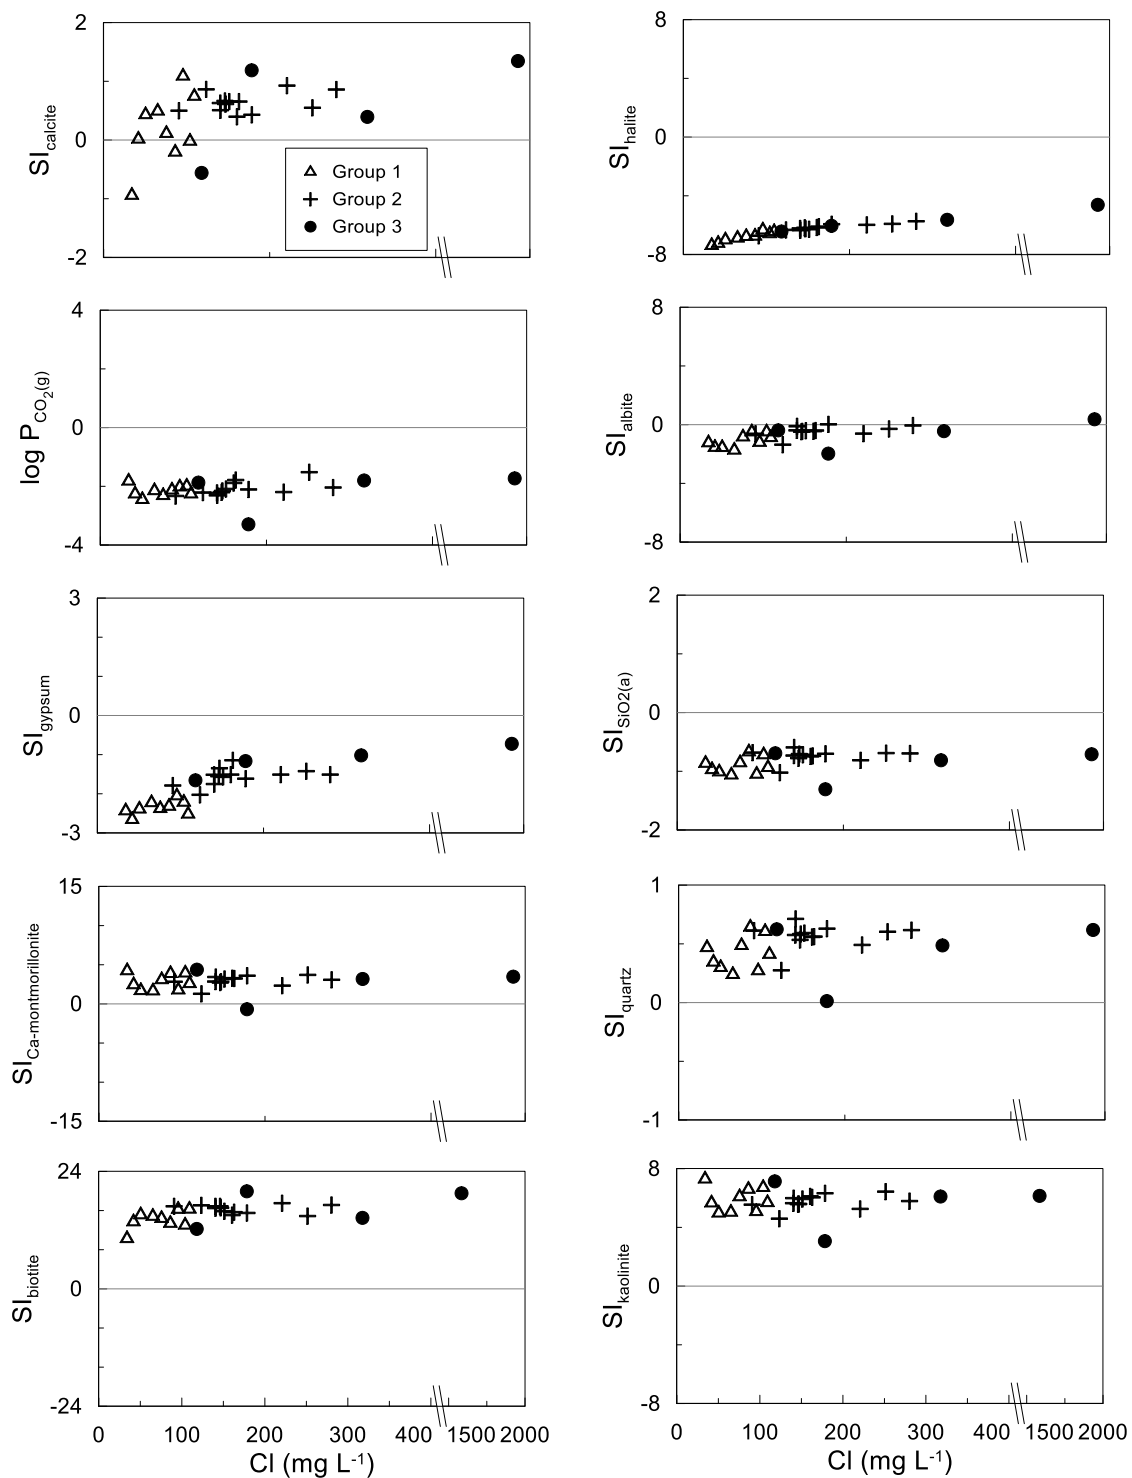 2
SIcalcite
0
-2
Group 1
Group 2
Group 3
8
SIhalite
0
-8
4
log PCO2(g)
0
-4
8
SIalbite
0
-8
3
SIgypsum
0
-3
2
SISiO2(a)
0
-2
15
SICa-montmorillonite
0
-15
1
SIquartz
0
-1
24
SIbiotite
0
-24
0 100 200 300 400 1500 2000
Cl (mg L-1)
8
SIkaolinite
0
-8
0 100 200 300 400 1500 2000
Cl (mg L-1)